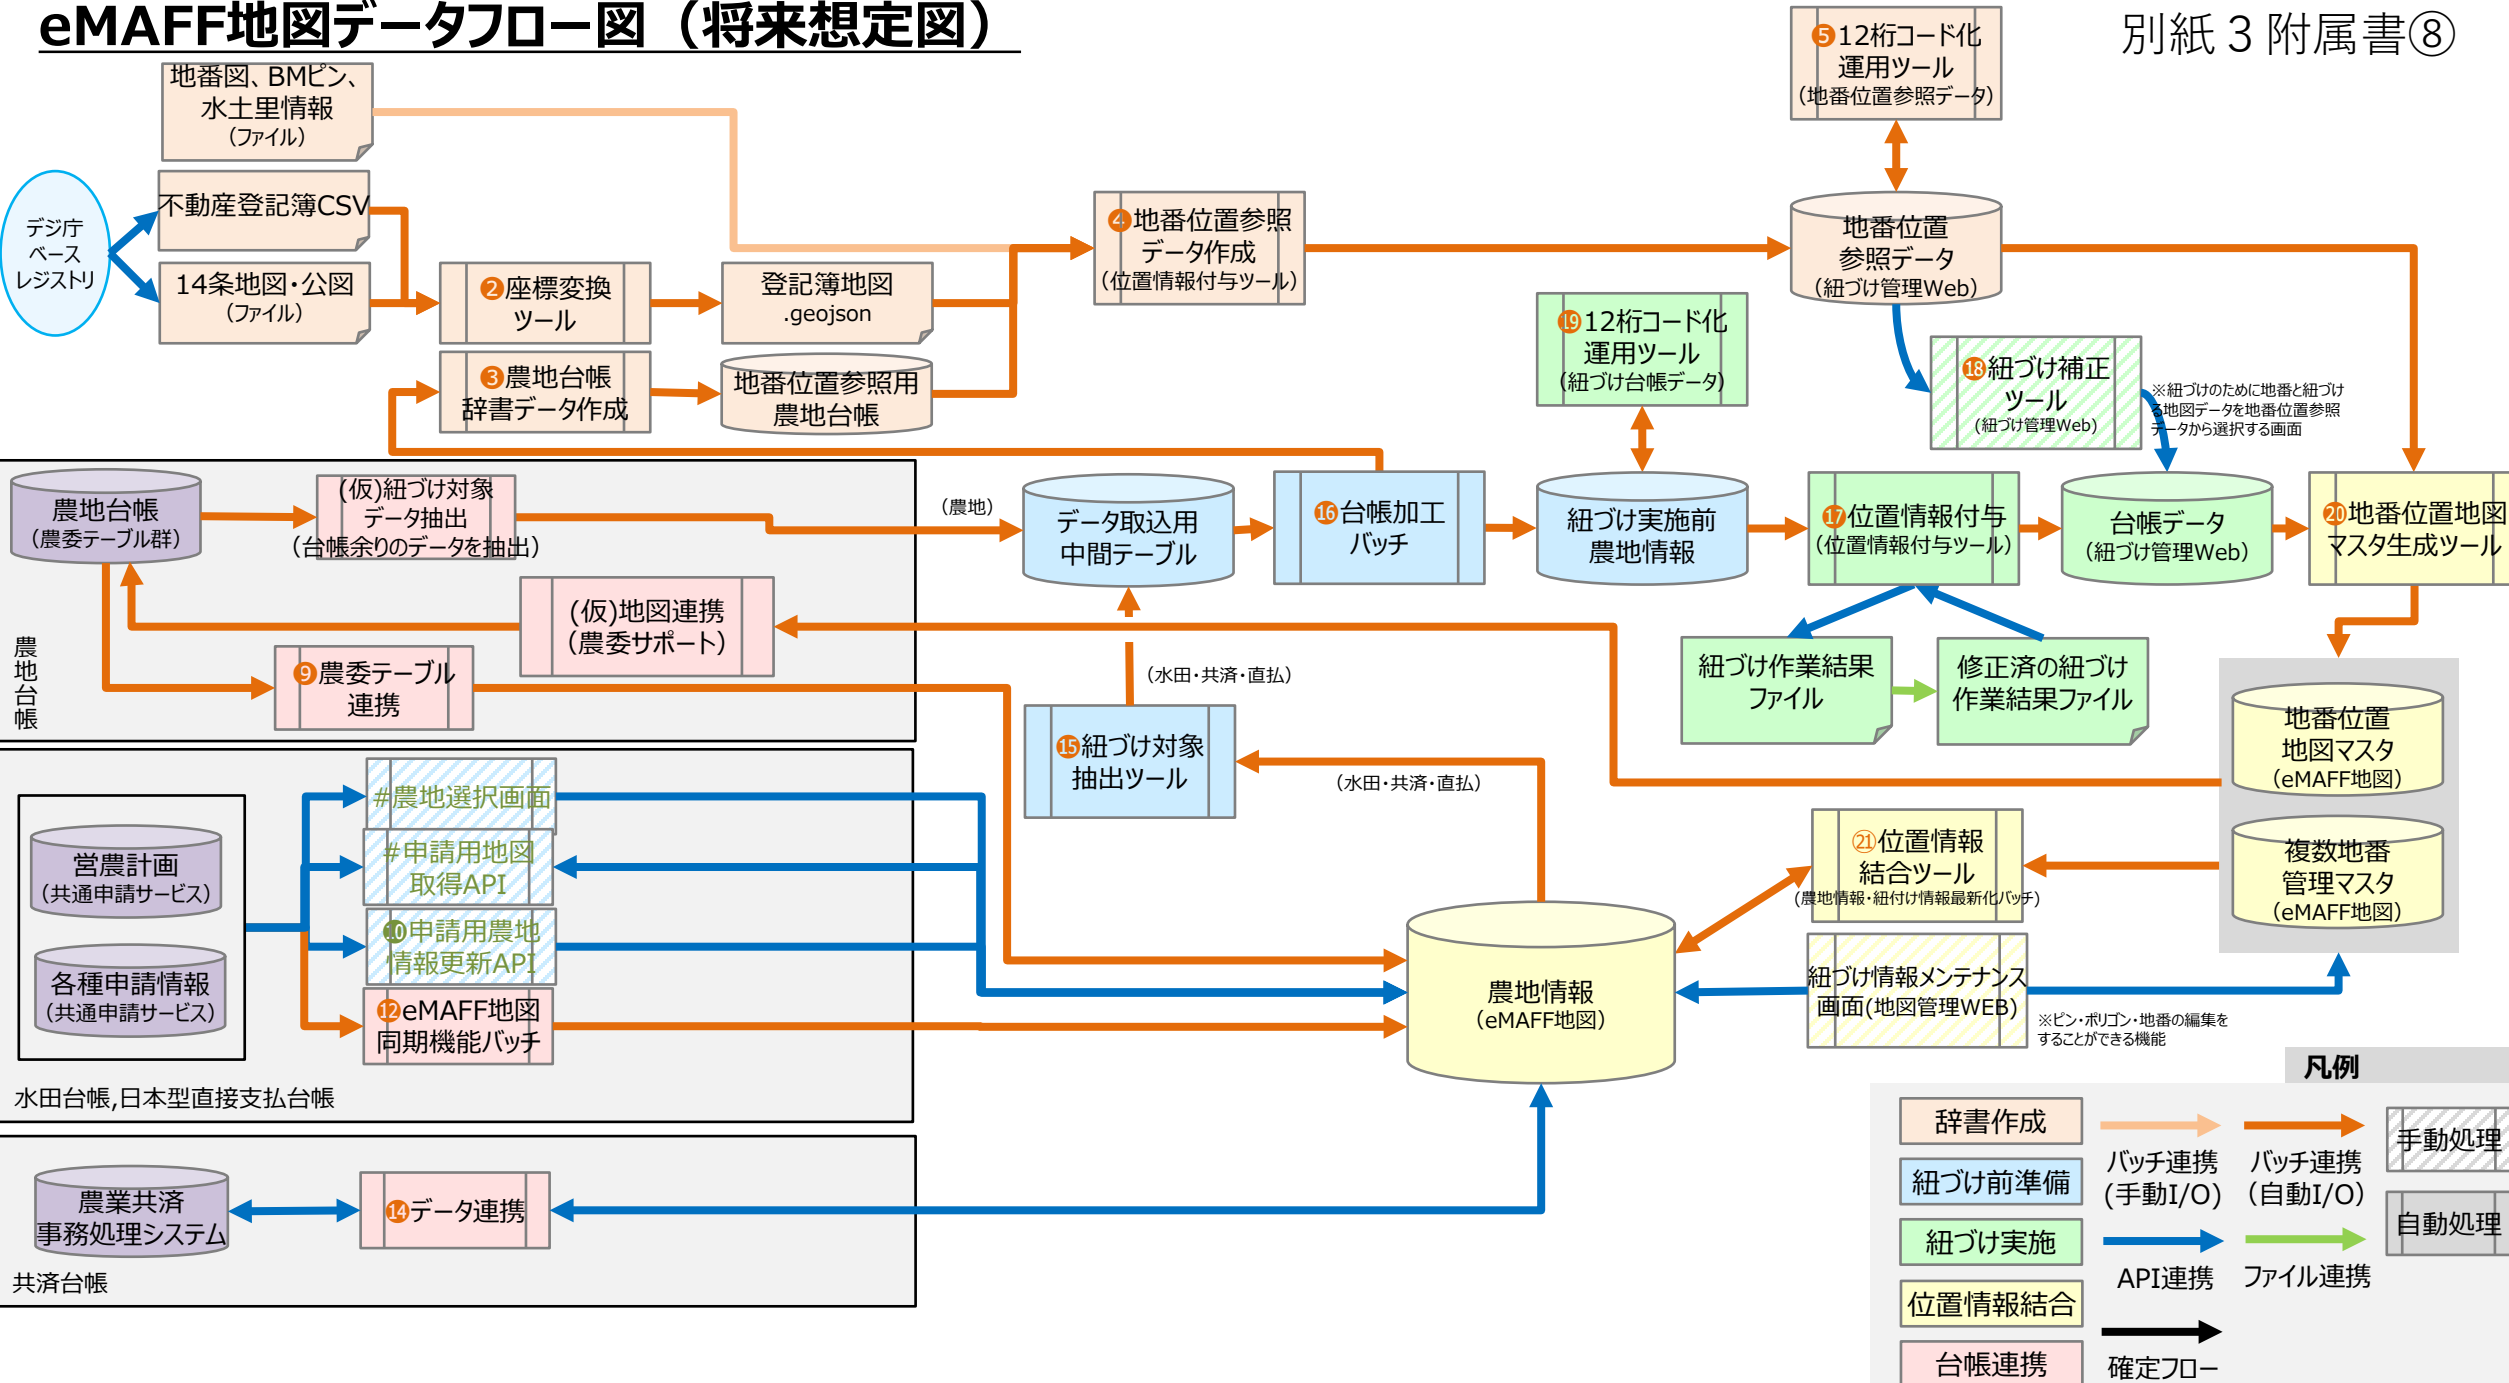 eMAFF地図データフロー図（将来想定図）
別紙３附属書⑧
地番図、BMピン、
水土里情報
（ファイル）
デジ庁
ベース
レジストリ
不動産登記簿CSV
14条地図・公図
（ファイル）
❷座標変換
ツール
登記簿地図
.geojson
❸農地台帳
辞書データ作成
地番位置参照用
農地台帳
❹地番位置参照
データ作成
（位置情報付与ツール）
❺12桁コード化
運用ツール
（地番位置参照データ）
地番位置
参照データ
（紐づけ管理Web）
⓳12桁コード化
運用ツール
（紐づけ台帳データ）
⓲紐づけ補正
ツール
(紐づけ管理Web)
※紐づけのために地番と紐づけ
る地図データを地番位置参照
データから選択する画面
農地台帳
（農委テーブル群）
(仮)紐づけ対象
データ抽出
（台帳余りのデータを抽出）
（農地）
データ取込用
中間テーブル
⓰台帳加工
バッチ
紐づけ実施前
農地情報
⓱位置情報付与
（位置情報付与ツール）
台帳データ
（紐づけ管理Web）
⓴地番位置地図
マスタ生成ツール
(仮)地図連携
（農委サポート）
❾農委テーブル
連携
農地台帳
（水田・共済・直払）
⓯紐づけ対象
抽出ツール
（水田・共済・直払）
紐づけ作業結果
ファイル
修正済の紐づけ
作業結果ファイル
地番位置
地図マスタ
（eMAFF地図）
複数地番
管理マスタ
（eMAFF地図）
#農地選択画面
#申請用地図
取得API
❿申請用農地
情報更新API
⓬eMAFF地図
同期機能バッチ
営農計画
（共通申請サービス）
各種申請情報
（共通申請サービス）
水田台帳,日本型直接支払台帳
㉑位置情報
結合ツール
(農地情報・紐付け情報最新化バッチ)
農地情報
（eMAFF地図）
紐づけ情報メンテナンス
画面(地図管理WEB)
※ピン・ポリゴン・地番の編集を
することができる機能
農業共済
事務処理システム
⓮データ連携
共済台帳
凡例
辞書作成
紐づけ前準備
紐づけ実施
位置情報結合
台帳連携
バッチ連携
(手動I/O)
バッチ連携
（自動I/O）
API連携
ファイル連携
確定フロー
手動処理
自動処理